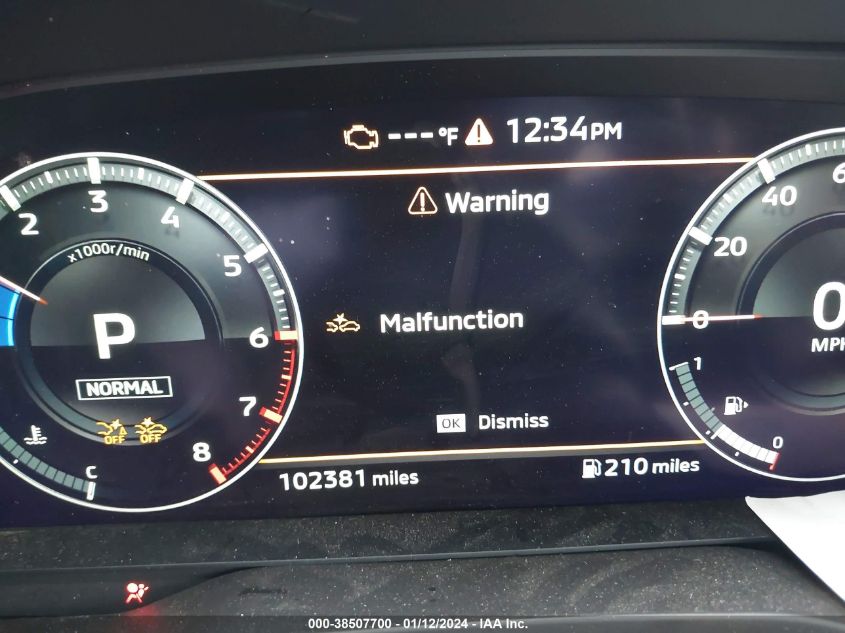 ---°F 12:34PM
Warning
Malfunction
OK Dismiss
102381 miles
210 miles
2 3 4 5 6 7 8
x1000r/min
P
NORMAL
OFF OFF
C
0 20 40
0
MPH
1
0
000-38507700 - 01/12/2024 - IAA Inc.